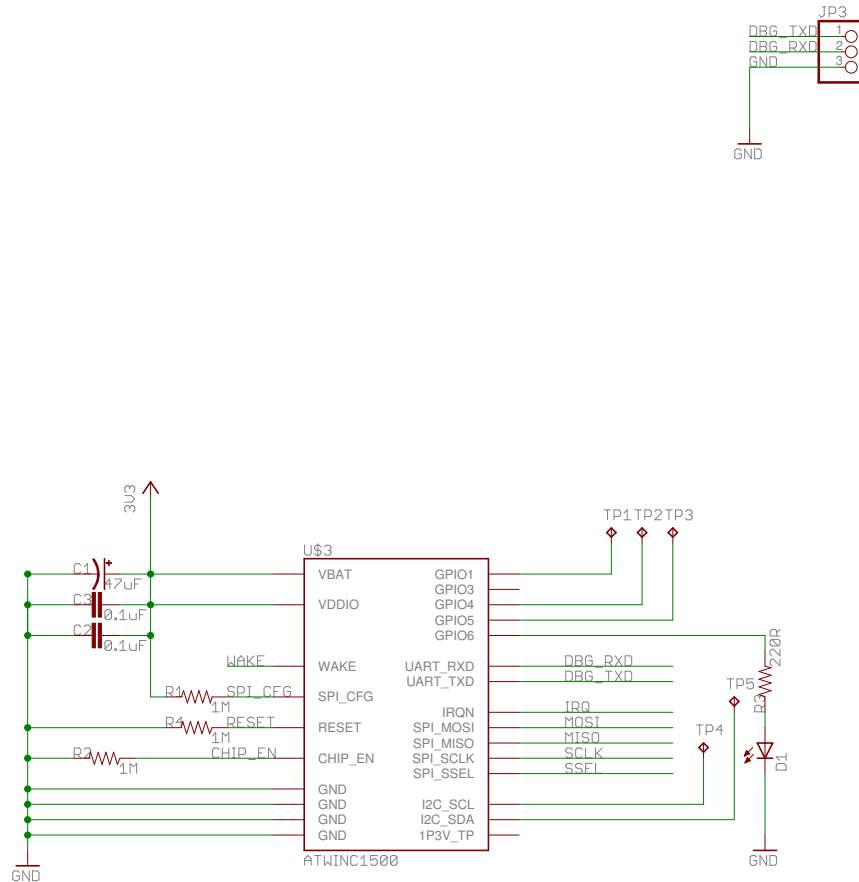 JP3
DBG_TXD 1
DBG_RXD 2
GND 3
GND
3V3
TP1 TP2 TP3
U$3
C1 47uF
C3 0.1uF
C2 0.1uF
VBAT GPIO1
GPIO3
VDDIO GPIO4
GPIO5
GPIO6
220R
R3
WAKE WAKE UART_RXD DBG_RXD
UART_TXD DBG_TXD
TP5
R1 1M SPI_CFG SPI_CFG
IRQN IRQ
R4 1M RESET RESET SPI_MOSI MOSI
TP4
SPI_MISO MISO
R2 1M CHIP_EN CHIP_EN SPI_SCLK SCLK
D1
SPI_SSEL SSEL
GND
GND I2C_SCL
GND I2C_SDA
GND 1P3V_TP
ATWINC1500
GND
GND